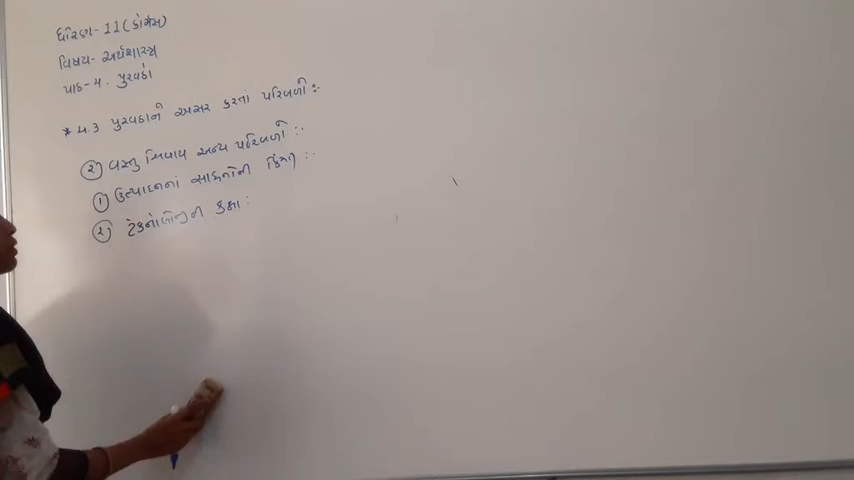 ધોરણ-11 (કોમર્સ)
વિષય- અર્થશાસ્ત્ર
પાઠ-૫. પુરવઠો
* ૫.૩ પુરવઠાને અસર કરતાં પરિબળો :-
(૨) વસ્તુ સિવાય અન્ય પરિબળો :-
(૧) ઉત્પાદનનાં સાધનોની કિંમત :-
(૨) ટેકનોલોજીની કક્ષા :